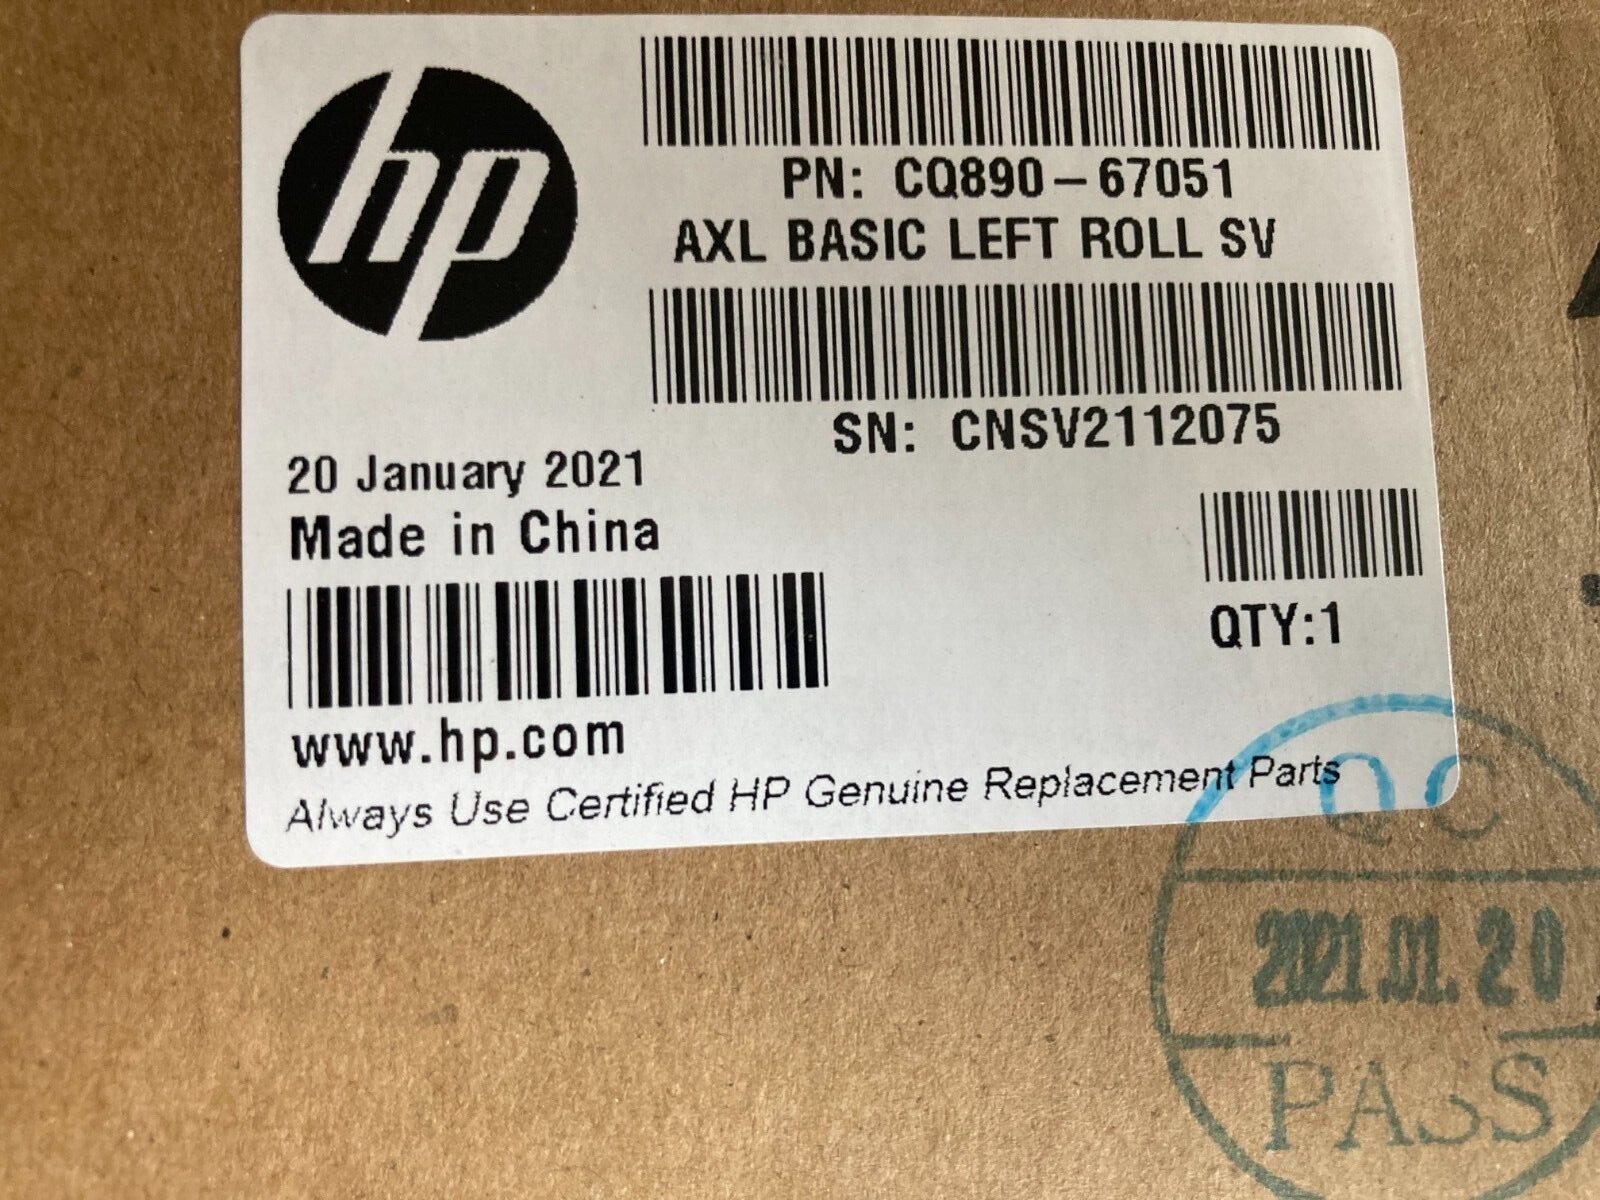 hp
PN: CQ890-67051
AXL BASIC LEFT ROLL SV
SN: CNSV2112075
20 January 2021
Made in China
QTY:1
www.hp.com
Always Use Certified HP Genuine Replacement Parts
QC
2021.01.20
PASS